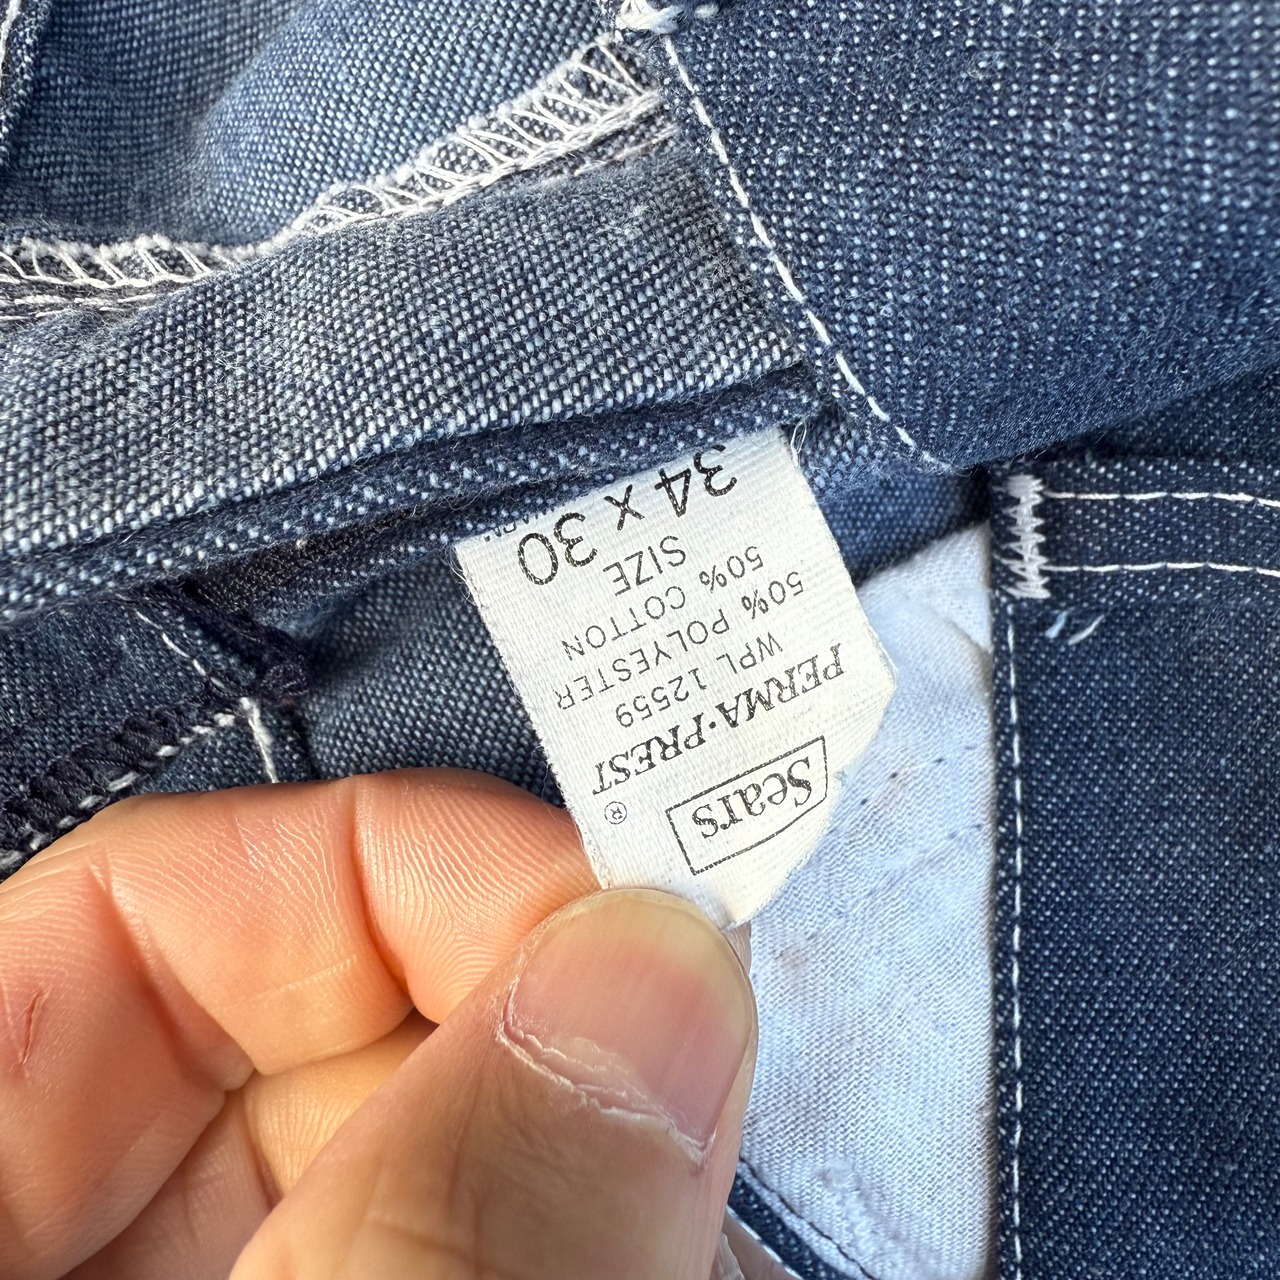 Sears
PERMA·PREST ®
WPL 12559
50% POLYESTER
50% COTTON
SIZE
34 x 30